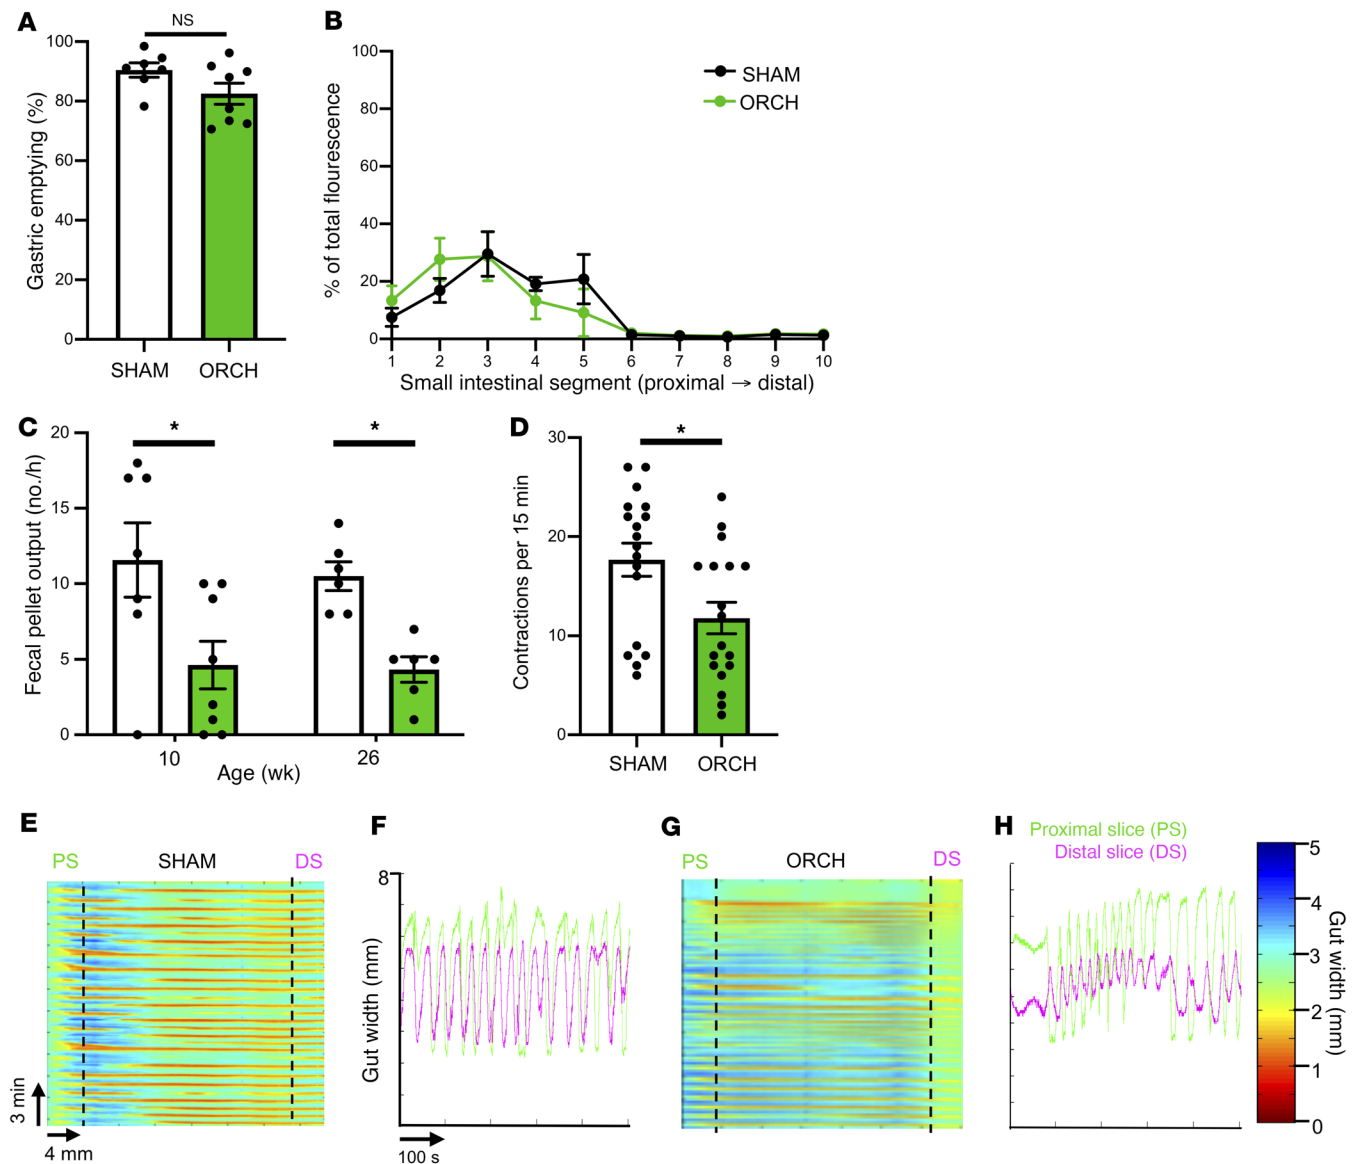 A
NS
Gastric emptying (%)
100
80
60
40
20
0
SHAM
ORCH
B
% of total flourescence
100
80
60
40
20
0
SHAM
ORCH
1 2 3 4 5 6 7 8 9 10
Small intestinal segment (proximal → distal)
C
Fecal pellet output (no./h)
20
15
10
5
0
*
*
10
26
Age (wk)
D
Contractions per 15 min
30
20
10
0
*
SHAM
ORCH
E
PS
SHAM
DS
3 min
4 mm
F
8
Gut width (mm)
100 s
G
PS
ORCH
DS
H
Proximal slice (PS)
Distal slice (DS)
5
4
3
2
1
0
Gut width (mm)